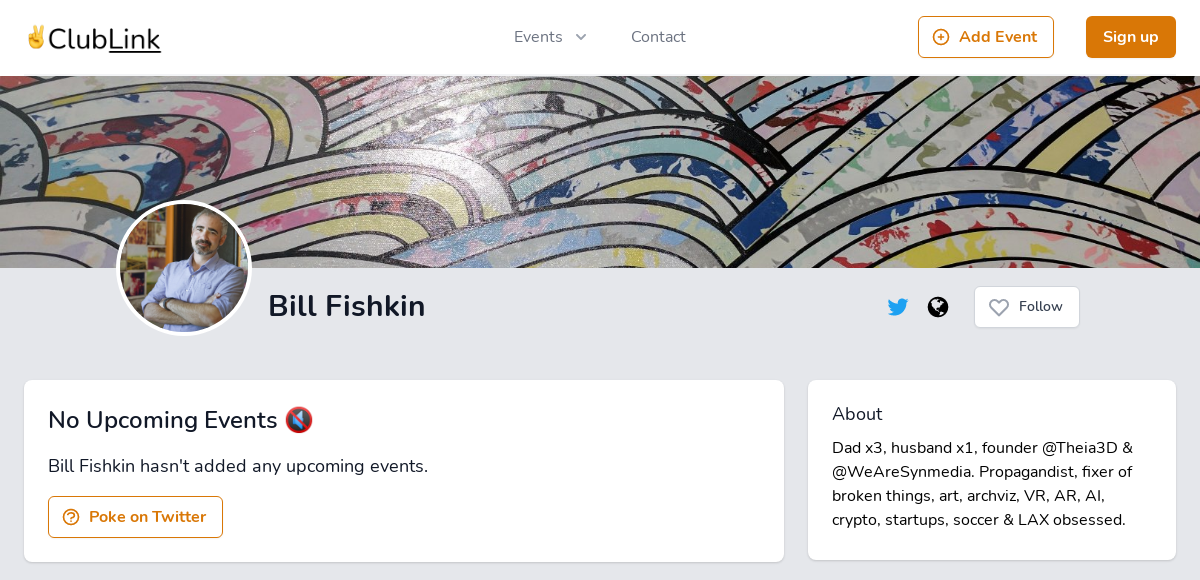 ✌️ClubLink
Events
Contact
Add Event
Sign up
Bill Fishkin
Follow
No Upcoming Events 🔇
Bill Fishkin hasn't added any upcoming events.
Poke on Twitter
About
Dad x3, husband x1, founder @Theia3D &
@WeAreSynmedia. Propagandist, fixer of
broken things, art, archviz, VR, AR, AI,
crypto, startups, soccer & LAX obsessed.